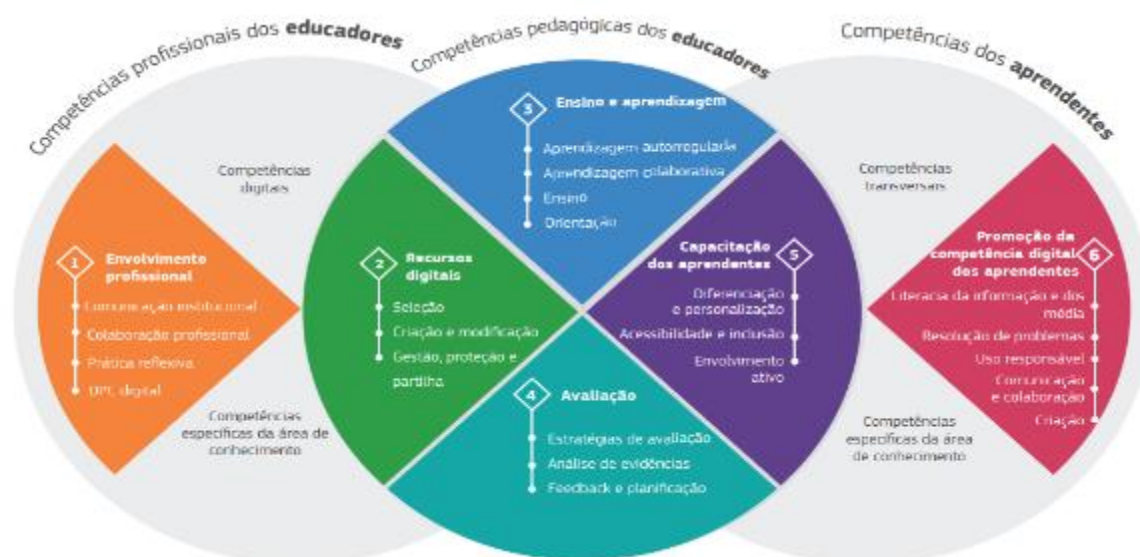 Competências profissionais dos educadores
Competências pedagógicas dos educadores
Competências dos aprendentes
Competências
digitais
Competências
específicas da área de
conhecimento
1
Envolvimento
profissional
Comunicação institucional
Colaboração profissional
Prática reflexiva
DPC digital
2
Recursos
digitais
Seleção
Criação e modificação
Gestão, proteção e
partilha
3
Ensino e aprendizagem
Aprendizagem autorregulada
Aprendizagem colaborativa
Ensino
Orientação
4
Avaliação
Estratégias de avaliação
Análise de evidências
Feedback e planificação
5
Capacitação
dos aprendentes
Diferenciação
e personalização
Acessibilidade e inclusão
Envolvimento
ativo
Competências
transversais
Competências
específicas da área
de conhecimento
6
Promoção da
competência digital
dos aprendentes
Literacia da informação e dos
média
Resolução de problemas
Uso responsável
Comunicação
e colaboração
Criação